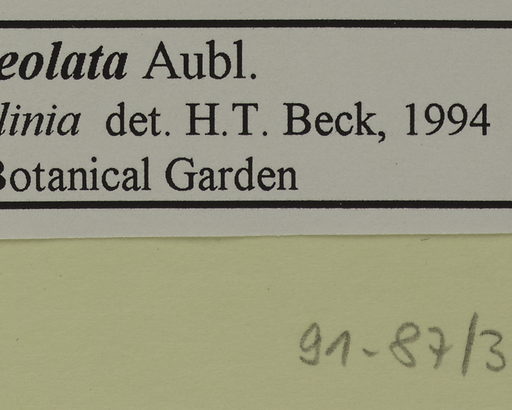 eolata Aubl.
linia det. H.T. Beck, 1994
Botanical Garden
91-87/3